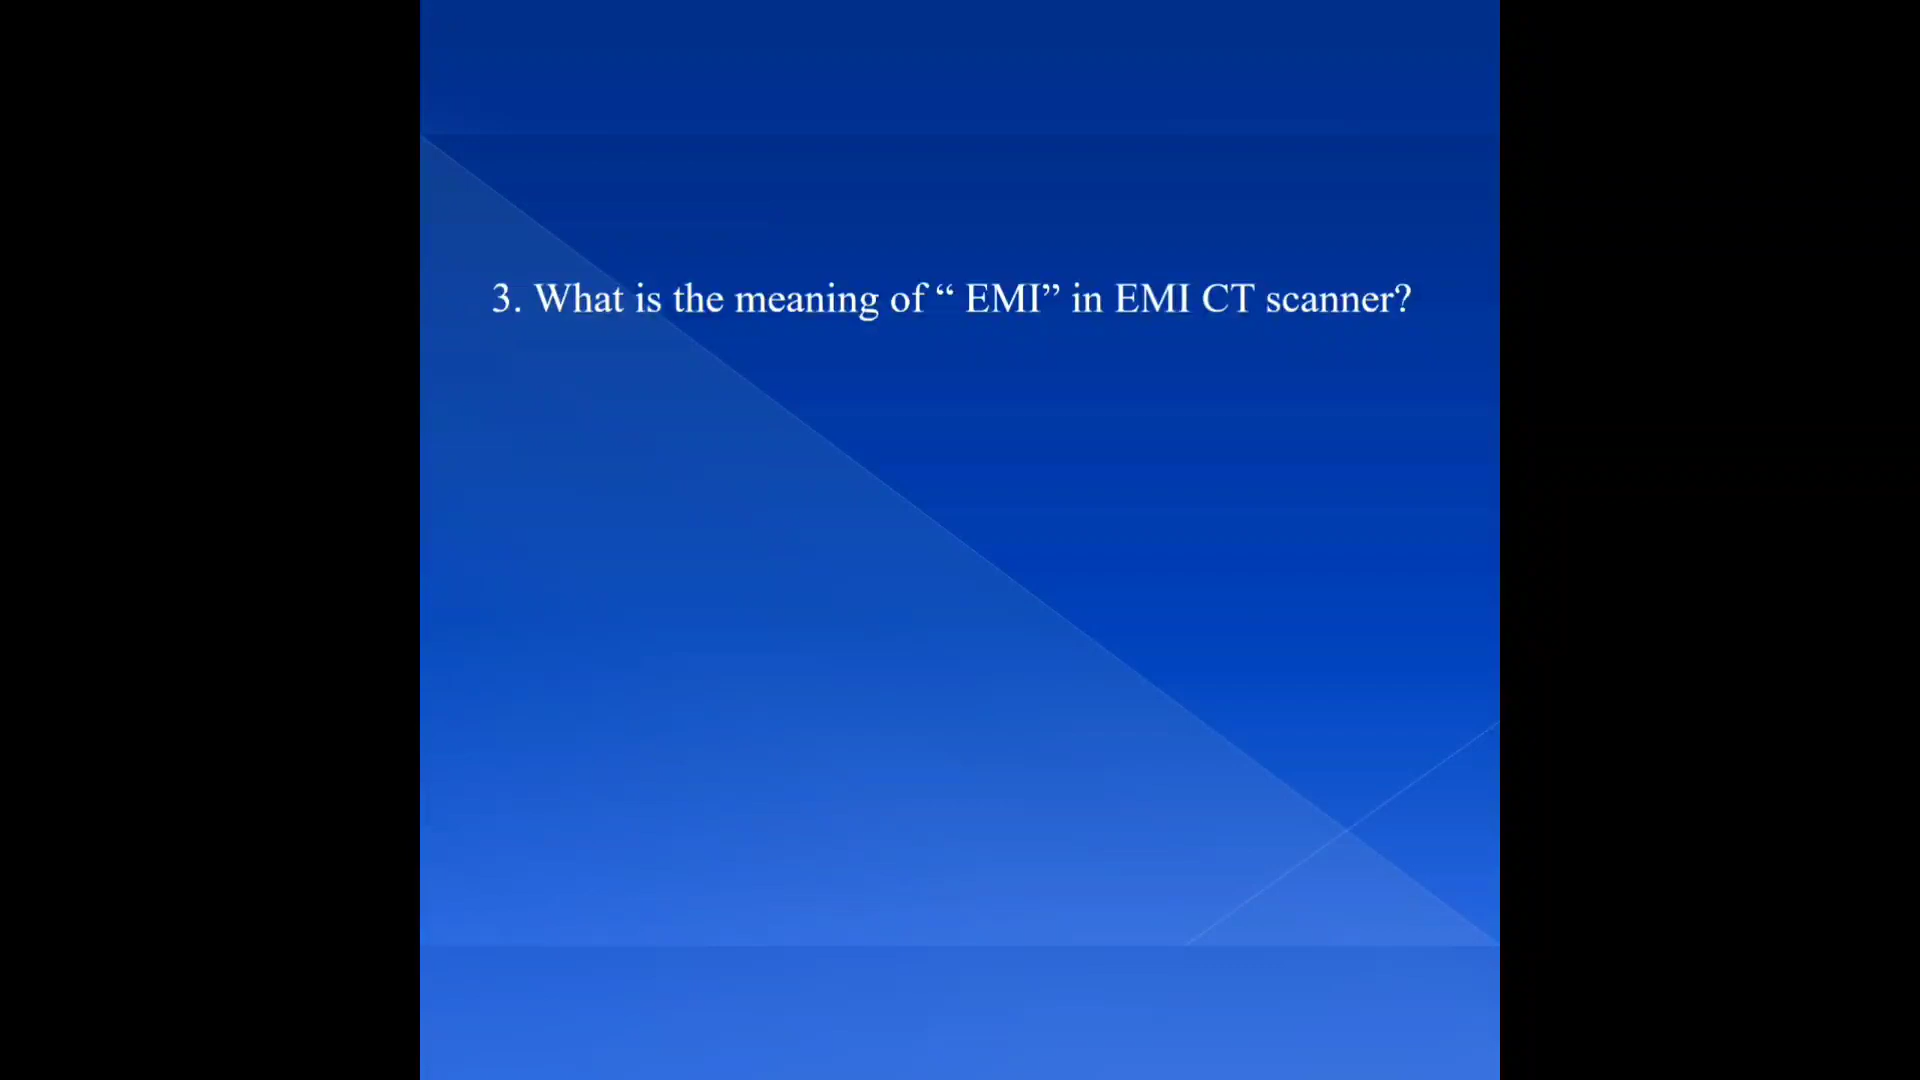 3. What is the meaning of “ EMI” in EMI CT scanner?